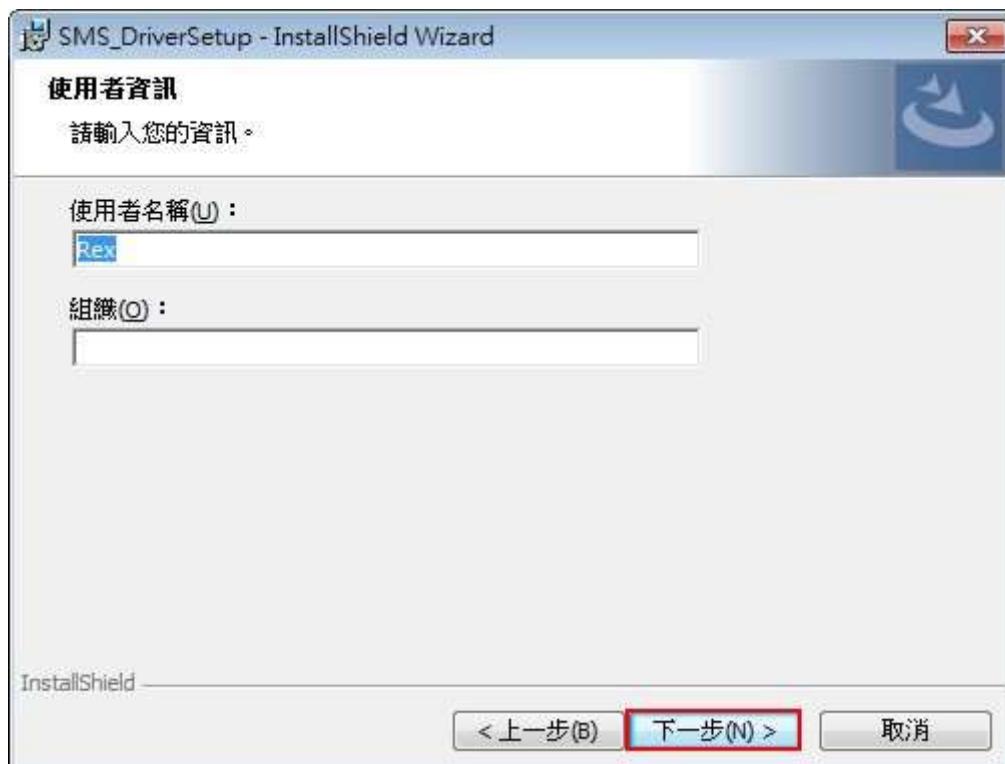 SMS_DriverSetup - InstallShield Wizard
使用者資訊
請輸入您的資訊。
使用者名稱(U)：
Rex
組織(O)：
InstallShield
< 上一步(B)
下一步(N) >
取消